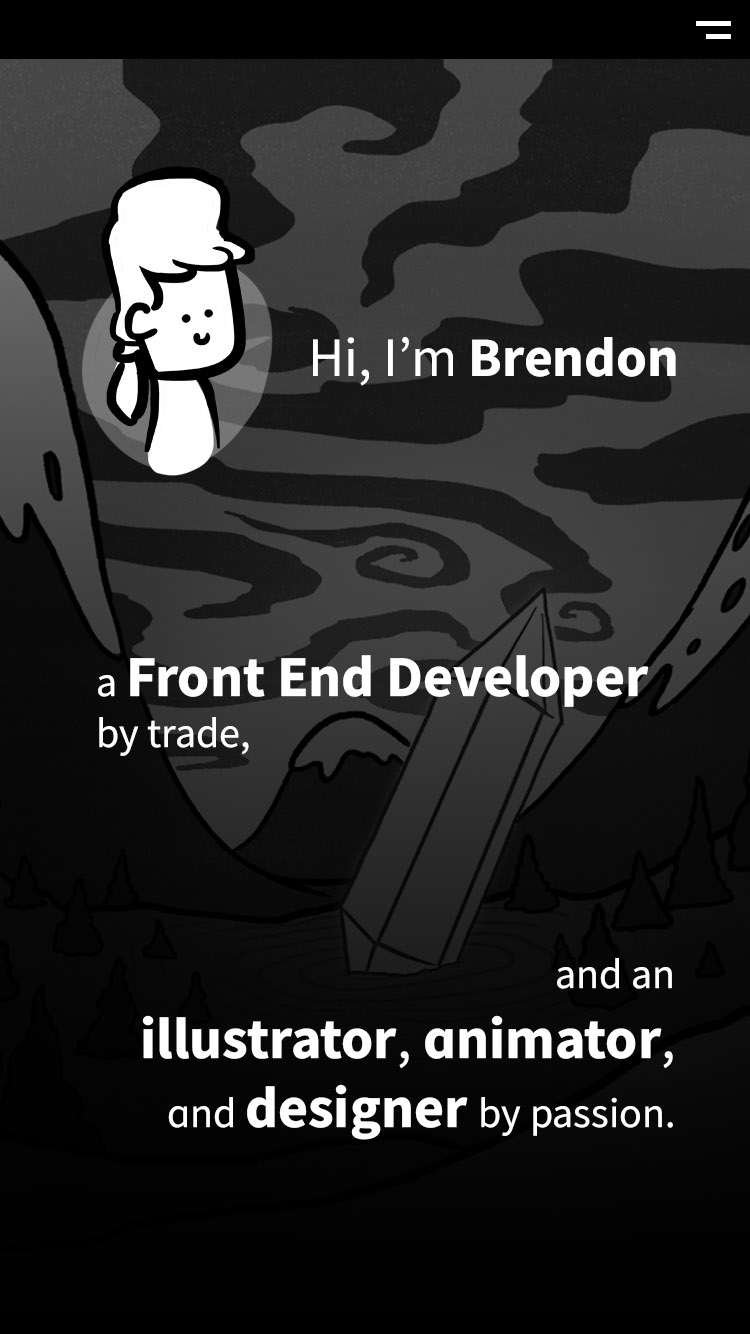 Hi, I’m Brendon
a Front End Developer
by trade,
and an
illustrator, animator,
and designer by passion.